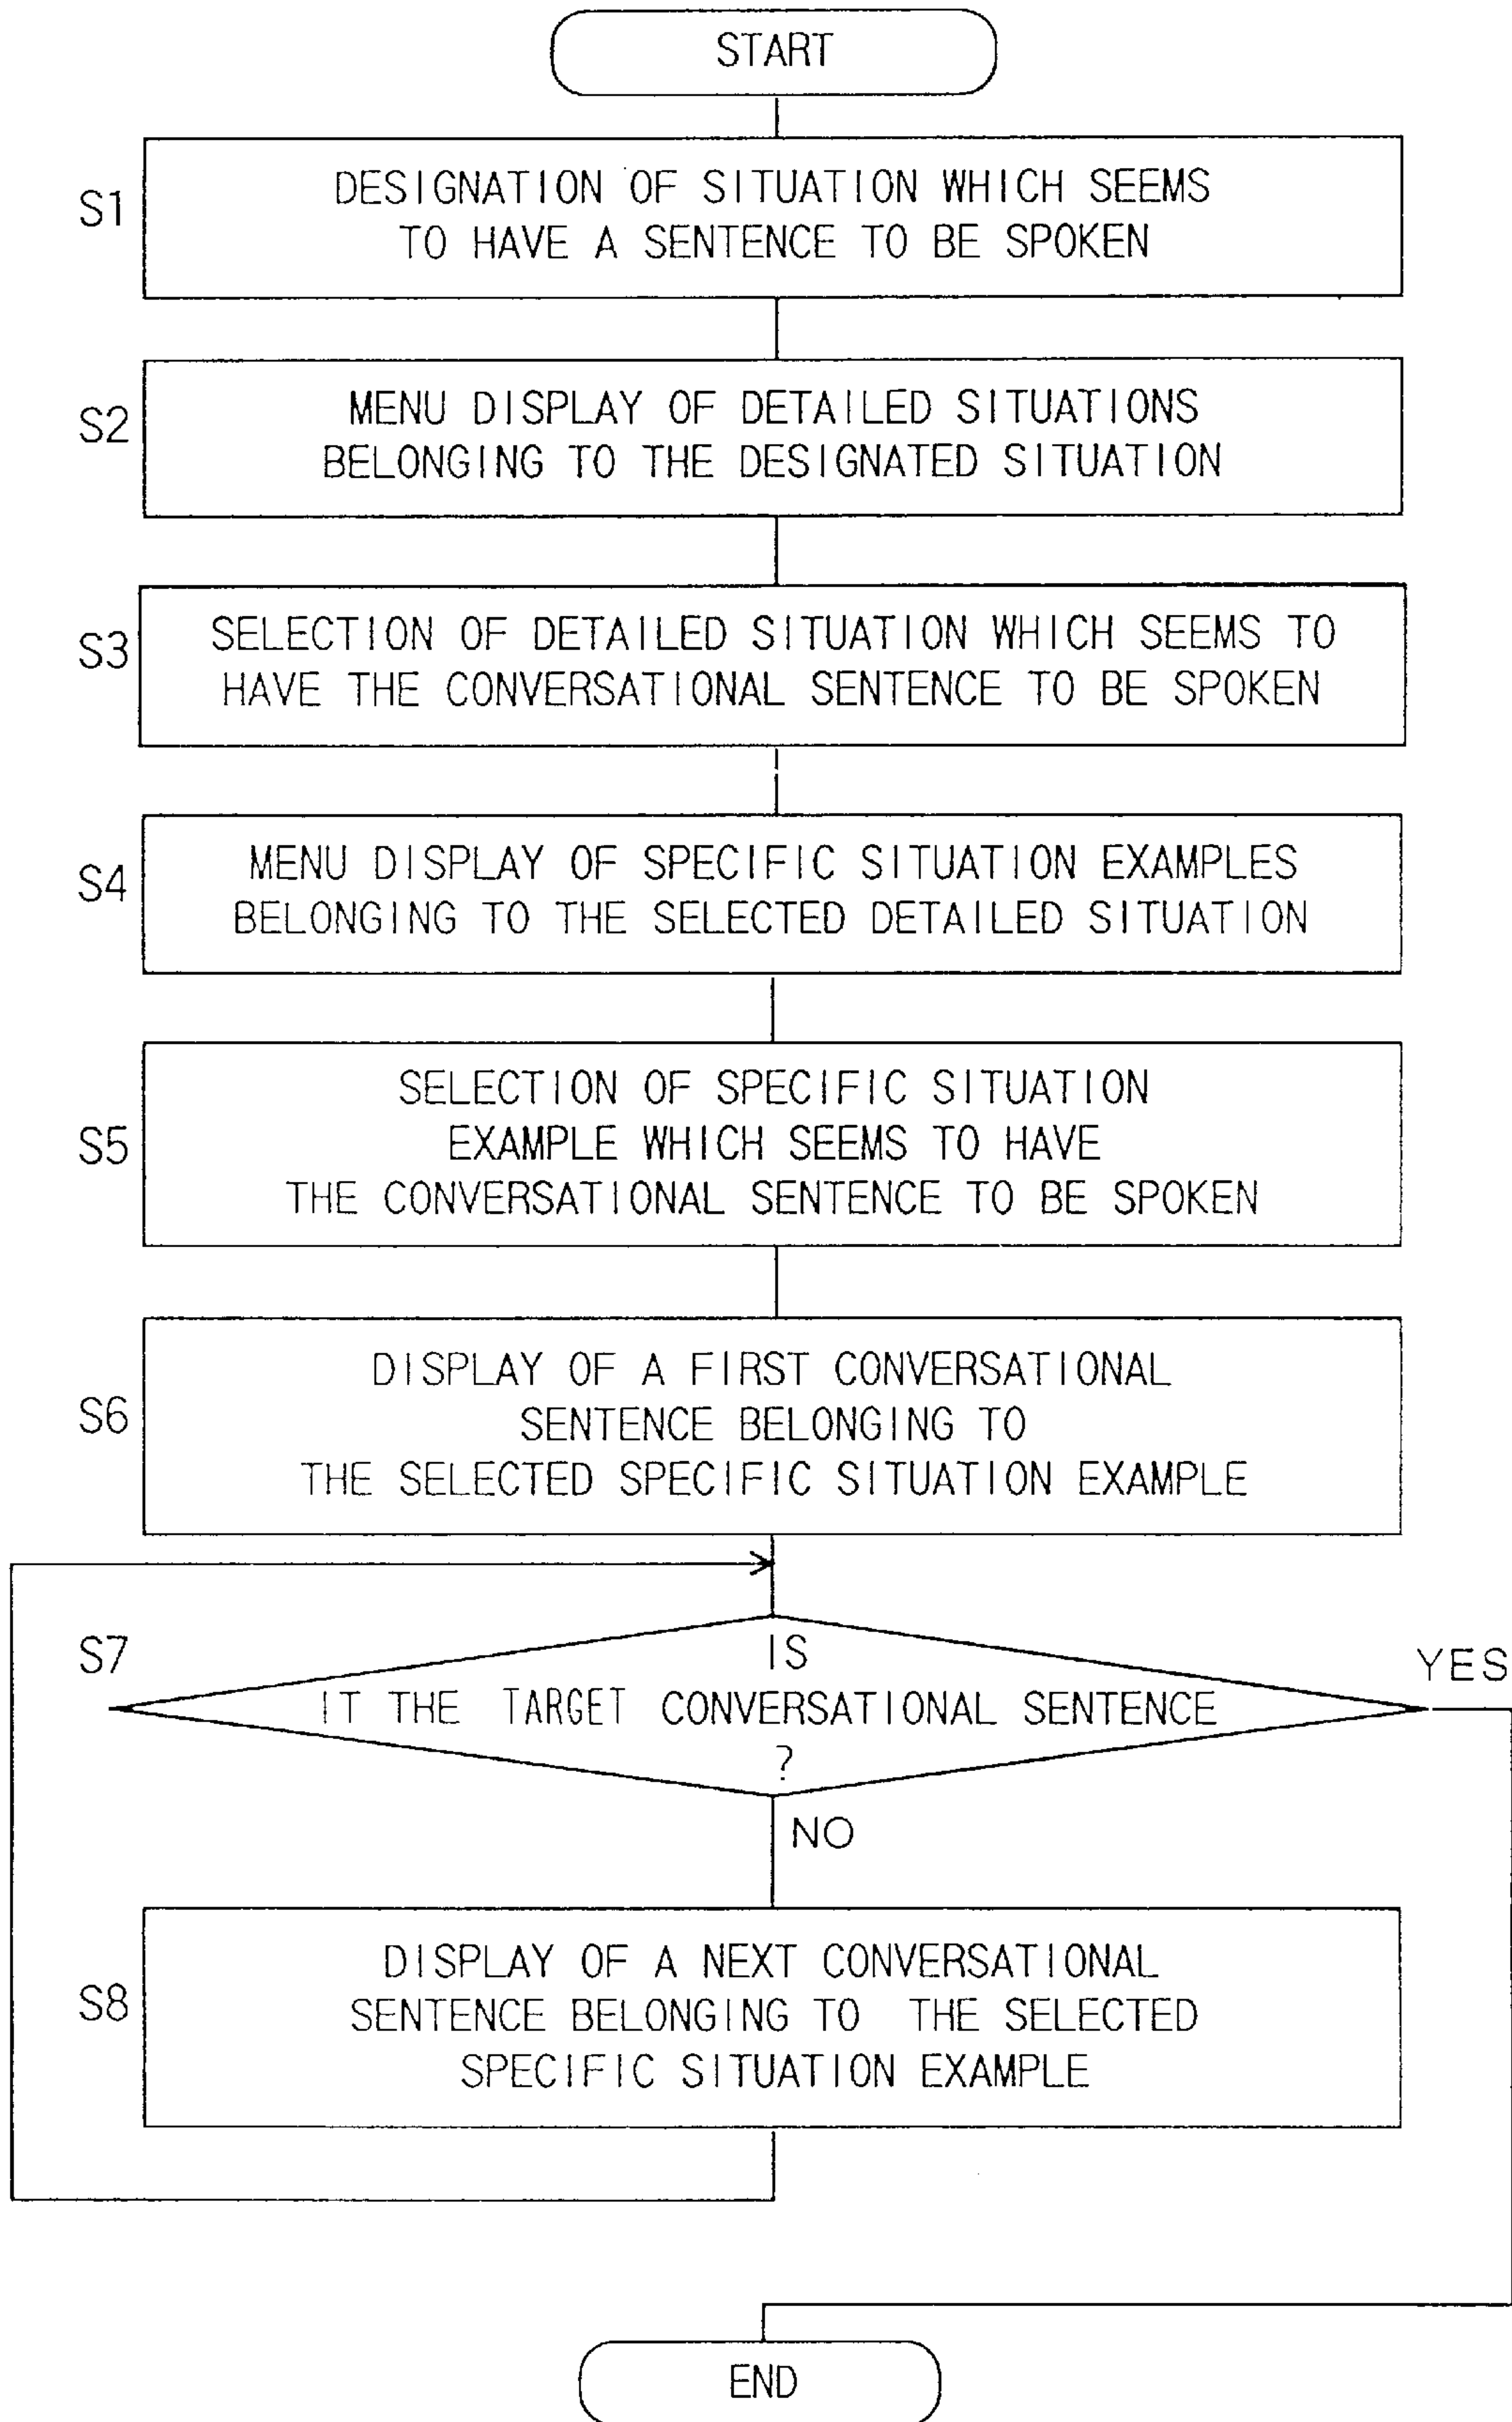 START
S1
DESIGNATION OF SITUATION WHICH SEEMS
TO HAVE A SENTENCE TO BE SPOKEN
S2
MENU DISPLAY OF DETAILED SITUATIONS
BELONGING TO THE DESIGNATED SITUATION
S3
SELECTION OF DETAILED SITUATION WHICH SEEMS TO
HAVE THE CONVERSATIONAL SENTENCE TO BE SPOKEN
S4
MENU DISPLAY OF SPECIFIC SITUATION EXAMPLES
BELONGING TO THE SELECTED DETAILED SITUATION
S5
SELECTION OF SPECIFIC SITUATION
EXAMPLE WHICH SEEMS TO HAVE
THE CONVERSATIONAL SENTENCE TO BE SPOKEN
S6
DISPLAY OF A FIRST CONVERSATIONAL
SENTENCE BELONGING TO
THE SELECTED SPECIFIC SITUATION EXAMPLE
S7
IS
IT THE TARGET CONVERSATIONAL SENTENCE
?
YES
NO
S8
DISPLAY OF A NEXT CONVERSATIONAL
SENTENCE BELONGING TO THE SELECTED
SPECIFIC SITUATION EXAMPLE
END